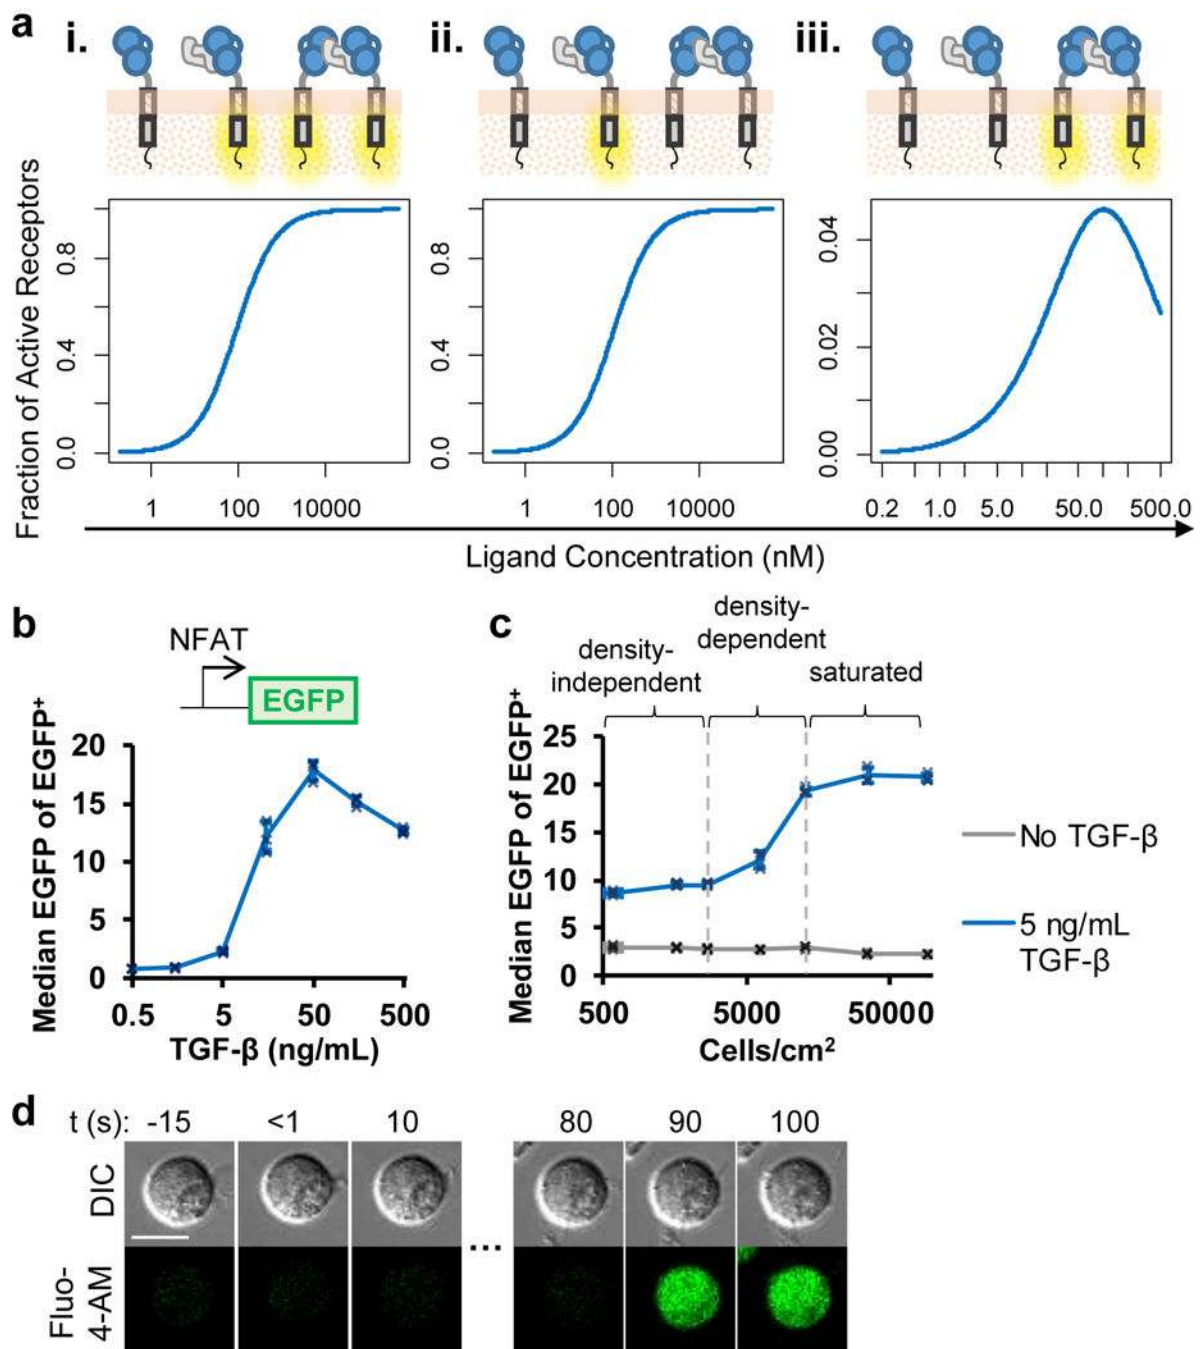 a
i.
ii.
iii.
Fraction of Active Receptors
0.0 0.4 0.8
1 100 10000
0.0 0.4 0.8
1 100 10000
0.00 0.02 0.04
0.2 1.0 5.0 50.0 500.0
Ligand Concentration (nM)
b
NFAT
EGFP
Median EGFP of EGFP⁺
20
15
10
5
0
0.5 5 50 500
TGF-β (ng/mL)
c
density-
independent
density-
dependent
saturated
Median EGFP of EGFP⁺
25
20
15
10
5
0
500 5000 50000
Cells/cm²
No TGF-β
5 ng/mL
TGF-β
d
t (s): -15 <1 10 80 90 100
DIC
...
Fluo-
4-AM